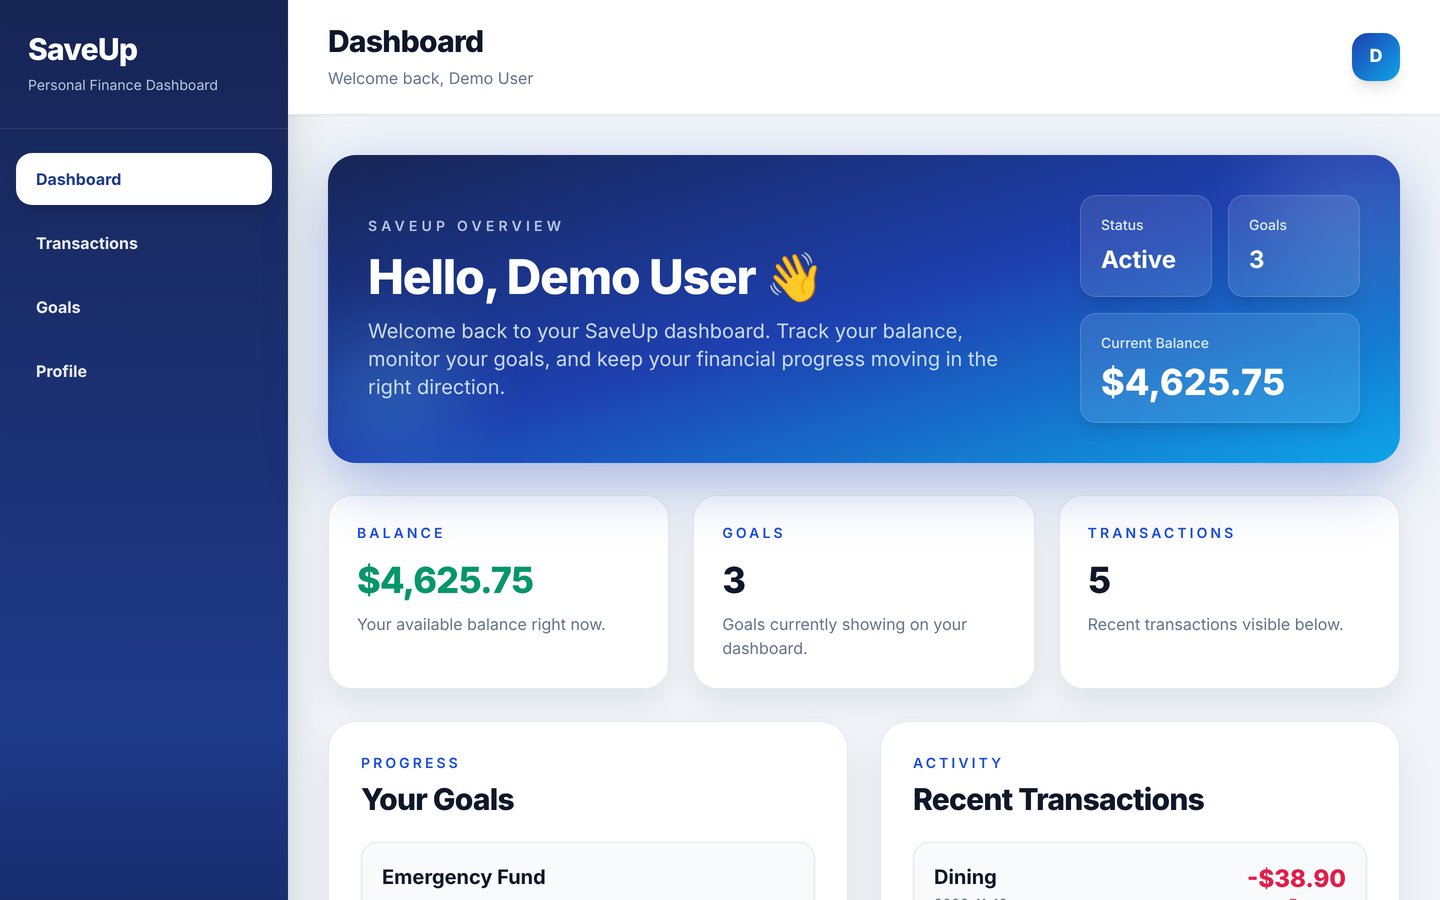 SaveUp
Personal Finance Dashboard
Dashboard
Transactions
Goals
Profile
Dashboard
Welcome back, Demo User
D
SAVEUP OVERVIEW
Hello, Demo User 👋
Welcome back to your SaveUp dashboard. Track your balance,
monitor your goals, and keep your financial progress moving in the
right direction.
Status
Active
Goals
3
Current Balance
$4,625.75
BALANCE
$4,625.75
Your available balance right now.
GOALS
3
Goals currently showing on your
dashboard.
TRANSACTIONS
5
Recent transactions visible below.
PROGRESS
Your Goals
Emergency Fund
ACTIVITY
Recent Transactions
Dining
-$38.90